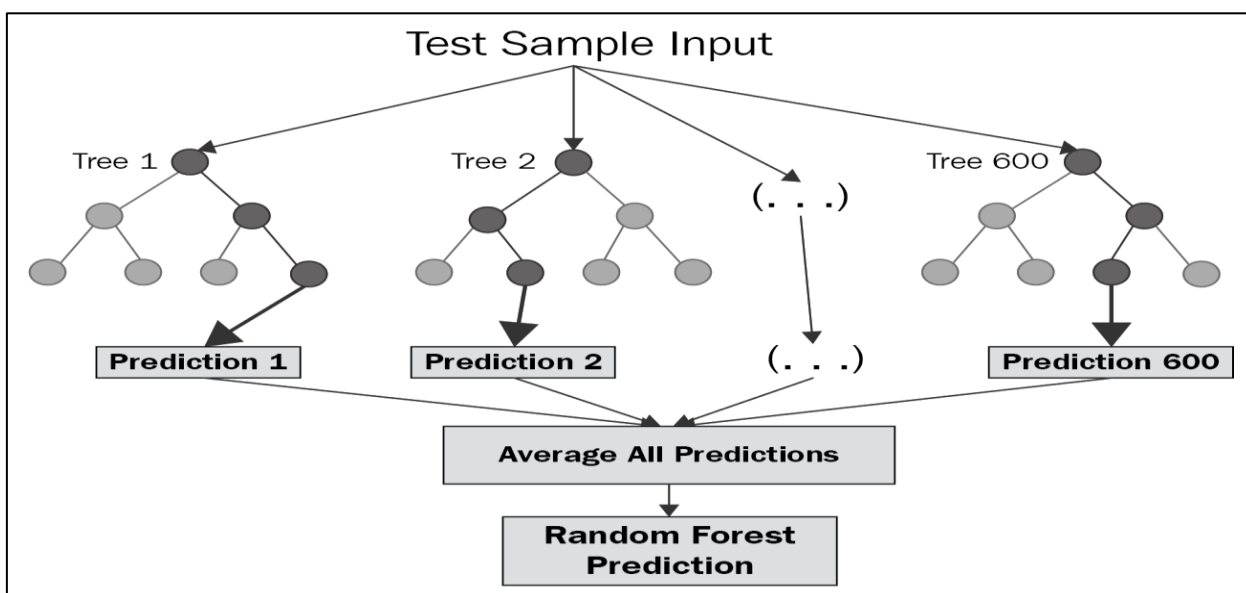 Test Sample Input
Tree 1
Tree 2
(. . .)
Tree 600
Prediction 1
Prediction 2
(. . .)
Prediction 600
Average All Predictions
Random Forest
Prediction